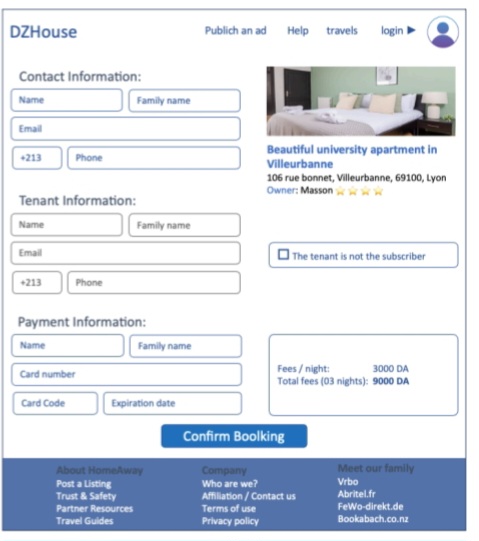 DZHouse
Publish an ad Help travels login
Contact Information:
Name Family name
Email
+213 Phone
Beautiful university apartment in
Villeurbanne
106 rue bonnet, Villeurbanne, 69100, Lyon
Owner: Masson
Tenant Information:
Name Family name
Email
+213 Phone
The tenant is not the subscriber
Payment Information:
Name Family name
Card number
Card Code Expiration date
Fees / night: 3000 DA
Total fees (03 nights): 9000 DA
Confirm Boolking
About HomeAway
Post a Listing
Trust & Safety
Partner Resources
Travel Guides
Company
Who are we?
Affiliation / Contact us
Terms of use
Privacy policy
Meet our family
Vrbo
Abritel.fr
FeWo-direkt.de
Bookabach.co.nz